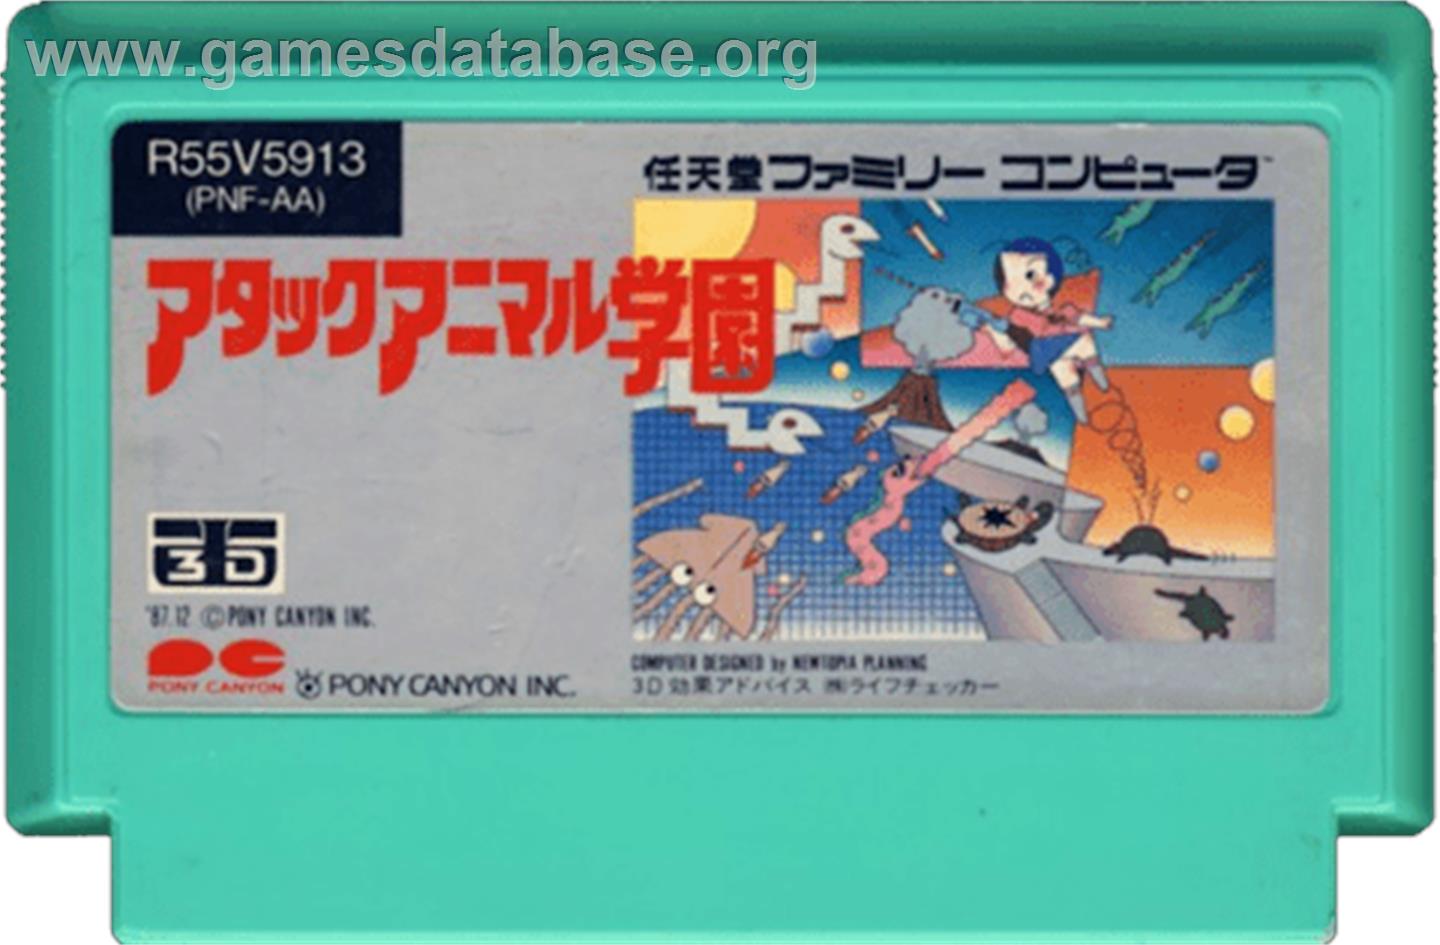 www.gamesdatabase.org
R55V5913
(PNF-AA)
任天堂ファミリーコンピュータ
アタックアニマル学園
3D
'87.12 ©PONY CANYON INC.
PC
PONY CANYON
PONY CANYON INC.
COMPUTER DESIGNED by NEWTOPIA PLANNING
3D効果アドバイス ㈱ライフチェッカー